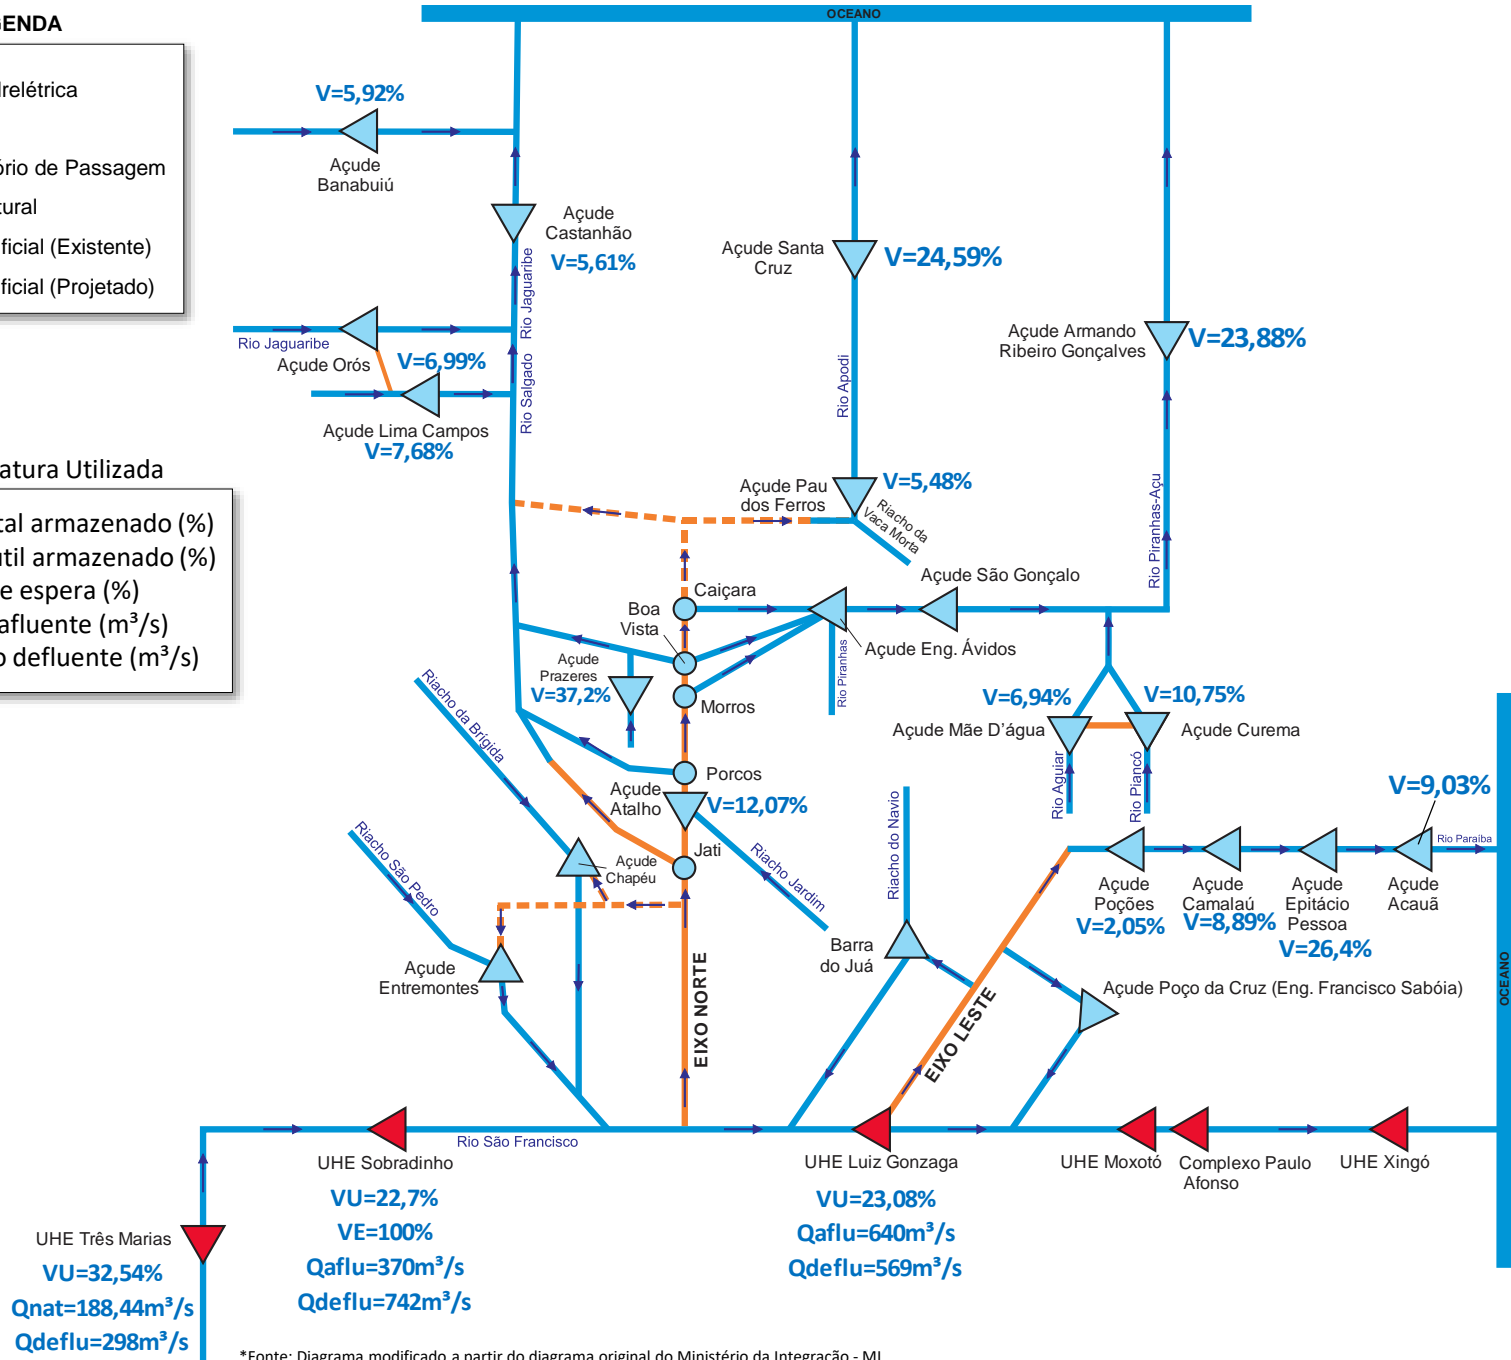 OCEANO
GENDA
drelétrica
ório de Passagem
tural
ificial (Existente)
ificial (Projetado)
V=5,92%
Açude
Banabuiú
Açude
Castanhão
V=5,61%
Rio Jaguaribe
Rio Jaguaribe
Açude Orós
V=6,99%
Rio Salgado
Açude Lima Campos
V=7,68%
Açude Santa
Cruz
V=24,59%
Rio Apodi
Açude Armando
Ribeiro Gonçalves
V=23,88%
Rio Piranhas-Açu
atura Utilizada
tal armazenado (%)
útil armazenado (%)
e espera (%)
afluente (m³/s)
o defluente (m³/s)
Açude Pau
dos Ferros
V=5,48%
Riacho da
Vaca Morta
Açude São Gonçalo
Caiçara
Boa
Vista
Açude Eng. Ávidos
Rio Piranhas
Açude
Prazeres
V=37,2%
Morros
Riacho da Brigida
Porcos
Açude
Atalho
V=12,07%
V=6,94%
Açude Mãe D'água
V=10,75%
Açude Curema
Rio Aguiar
Rio Piancó
V=9,03%
Rio Paraiba
Riacho São Pedro
Açude
Chapéu
Jati
Riacho Jardim
Riacho do Navio
Açude
Poções
V=2,05%
Açude
Camalaú
V=8,89%
Açude
Epitácio
Pessoa
V=26,4%
Açude
Acauã
Açude
Entremontes
Barra
do Juá
EIXO NORTE
EIXO LESTE
Açude Poço da Cruz (Eng. Francisco Sabóia)
OCEANO
Rio São Francisco
UHE Sobradinho
VU=22,7%
VE=100%
Qaflu=370m³/s
Qdeflu=742m³/s
UHE Luiz Gonzaga
VU=23,08%
Qaflu=640m³/s
Qdeflu=569m³/s
UHE Moxotó
Complexo Paulo
Afonso
UHE Xingó
UHE Três Marias
VU=32,54%
Qnat=188,44m³/s
Qdeflu=298m³/s
*Fonte: Diagrama modificado a partir do diagrama original do Ministério da Integração - MI